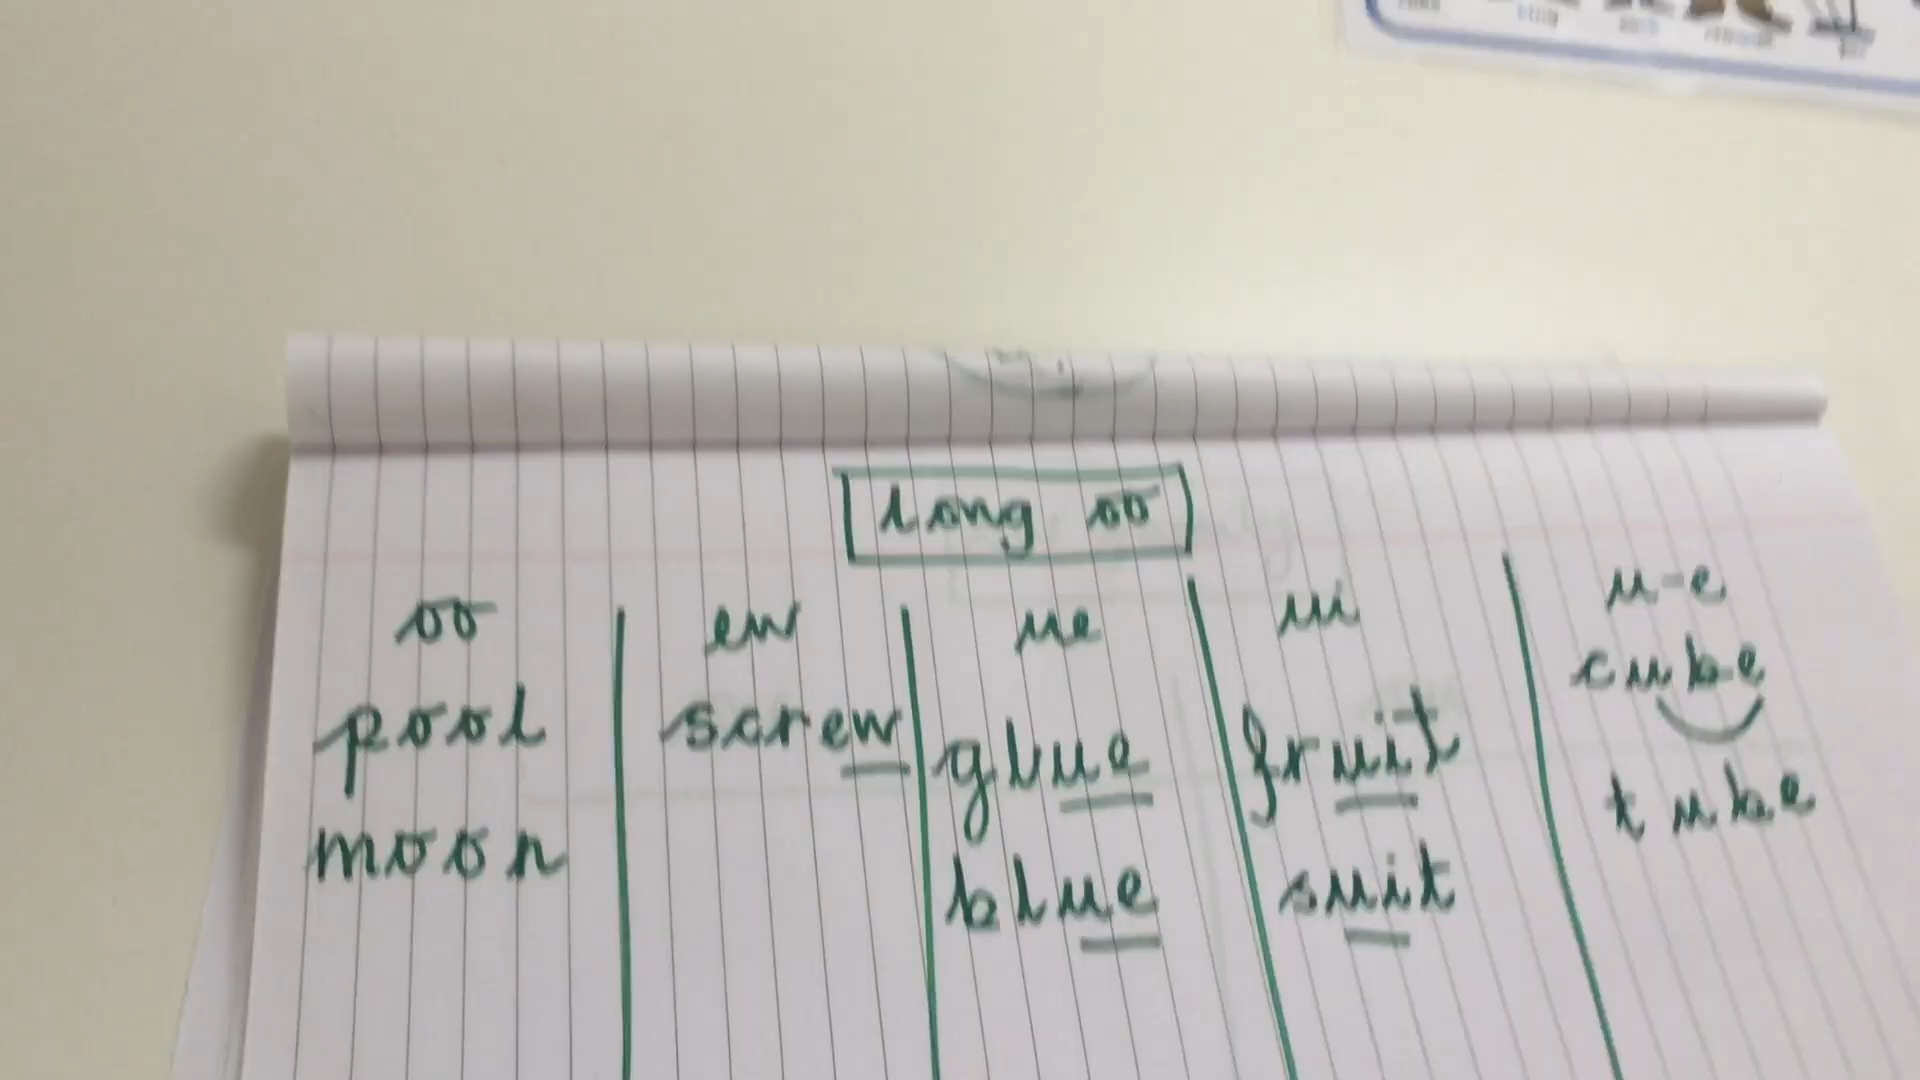 long oo
oo ew ue ui u-e
pool screw glue fruit cube
moon blue suit tube